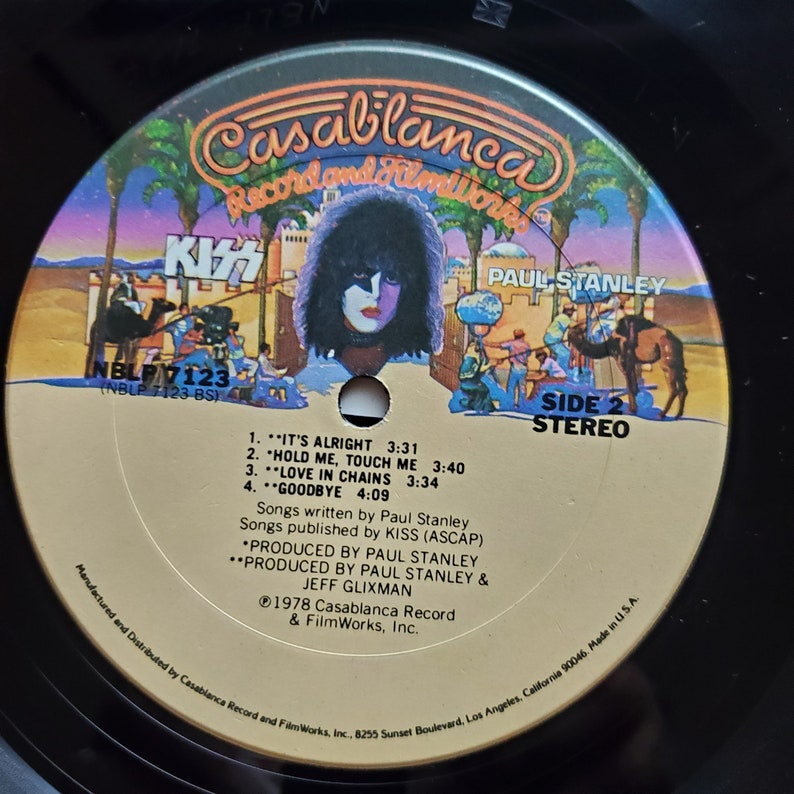 Casablanca
Record and FilmWorks
TM
KISS
PAUL STANLEY
NBLP 7123
(NBLP 7123 BS)
SIDE 2
STEREO
1. **IT'S ALRIGHT 3:31
2. *HOLD ME, TOUCH ME 3:40
3. **LOVE IN CHAINS 3:34
4. **GOODBYE 4:09
Songs written by Paul Stanley
Songs published by KISS (ASCAP)
*PRODUCED BY PAUL STANLEY
**PRODUCED BY PAUL STANLEY &
JEFF GLIXMAN
℗1978 Casablanca Record
& FilmWorks, Inc.
Manufactured and Distributed by Casablanca Record and FilmWorks, Inc., 8255 Sunset Boulevard, Los Angeles, California 90046. Made in U.S.A.